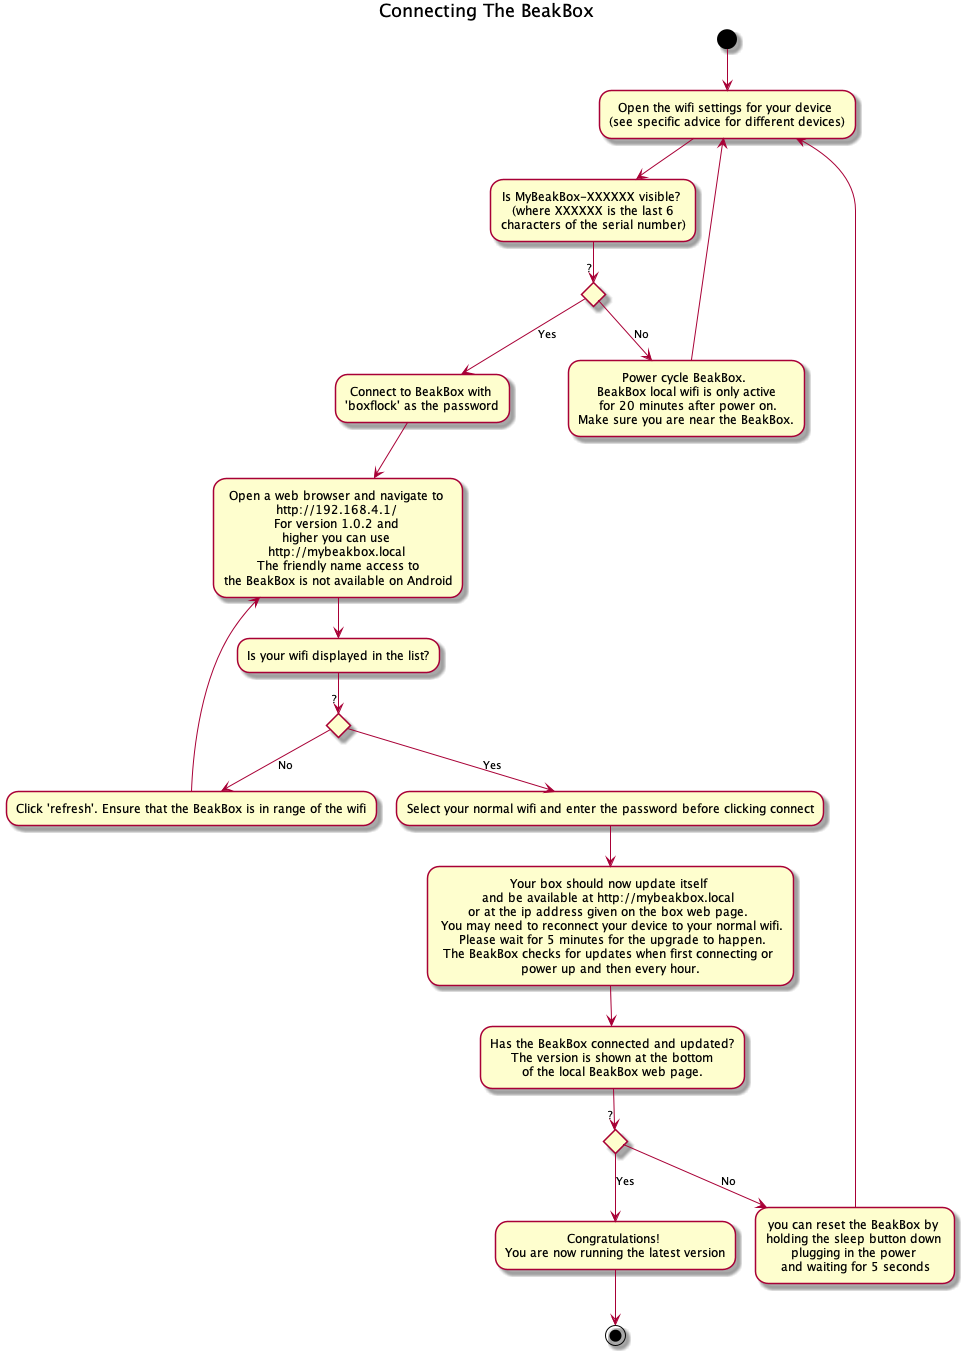 Connecting The BeakBox
Open the wifi settings for your device
(see specific advice for different devices)
Is MyBeakBox-XXXXXX visible?
(where XXXXXX is the last 6
characters of the serial number)
?
Yes
No
Connect to BeakBox with
'boxflock' as the password
Power cycle BeakBox.
BeakBox local wifi is only active
for 20 minutes after power on.
Make sure you are near the BeakBox.
Open a web browser and navigate to
http://192.168.4.1/
For version 1.0.2 and
higher you can use
http://mybeakbox.local
The friendly name access to
the BeakBox is not available on Android
Is your wifi displayed in the list?
?
No
Yes
Click 'refresh'. Ensure that the BeakBox is in range of the wifi
Select your normal wifi and enter the password before clicking connect
Your box should now update itself
and be available at http://mybeakbox.local
or at the ip address given on the box web page.
You may need to reconnect your device to your normal wifi.
Please wait for 5 minutes for the upgrade to happen.
The BeakBox checks for updates when first connecting or
power up and then every hour.
Has the BeakBox connected and updated?
The version is shown at the bottom
of the local BeakBox web page.
?
Yes
No
Congratulations!
You are now running the latest version
you can reset the BeakBox by
holding the sleep button down
plugging in the power
and waiting for 5 seconds